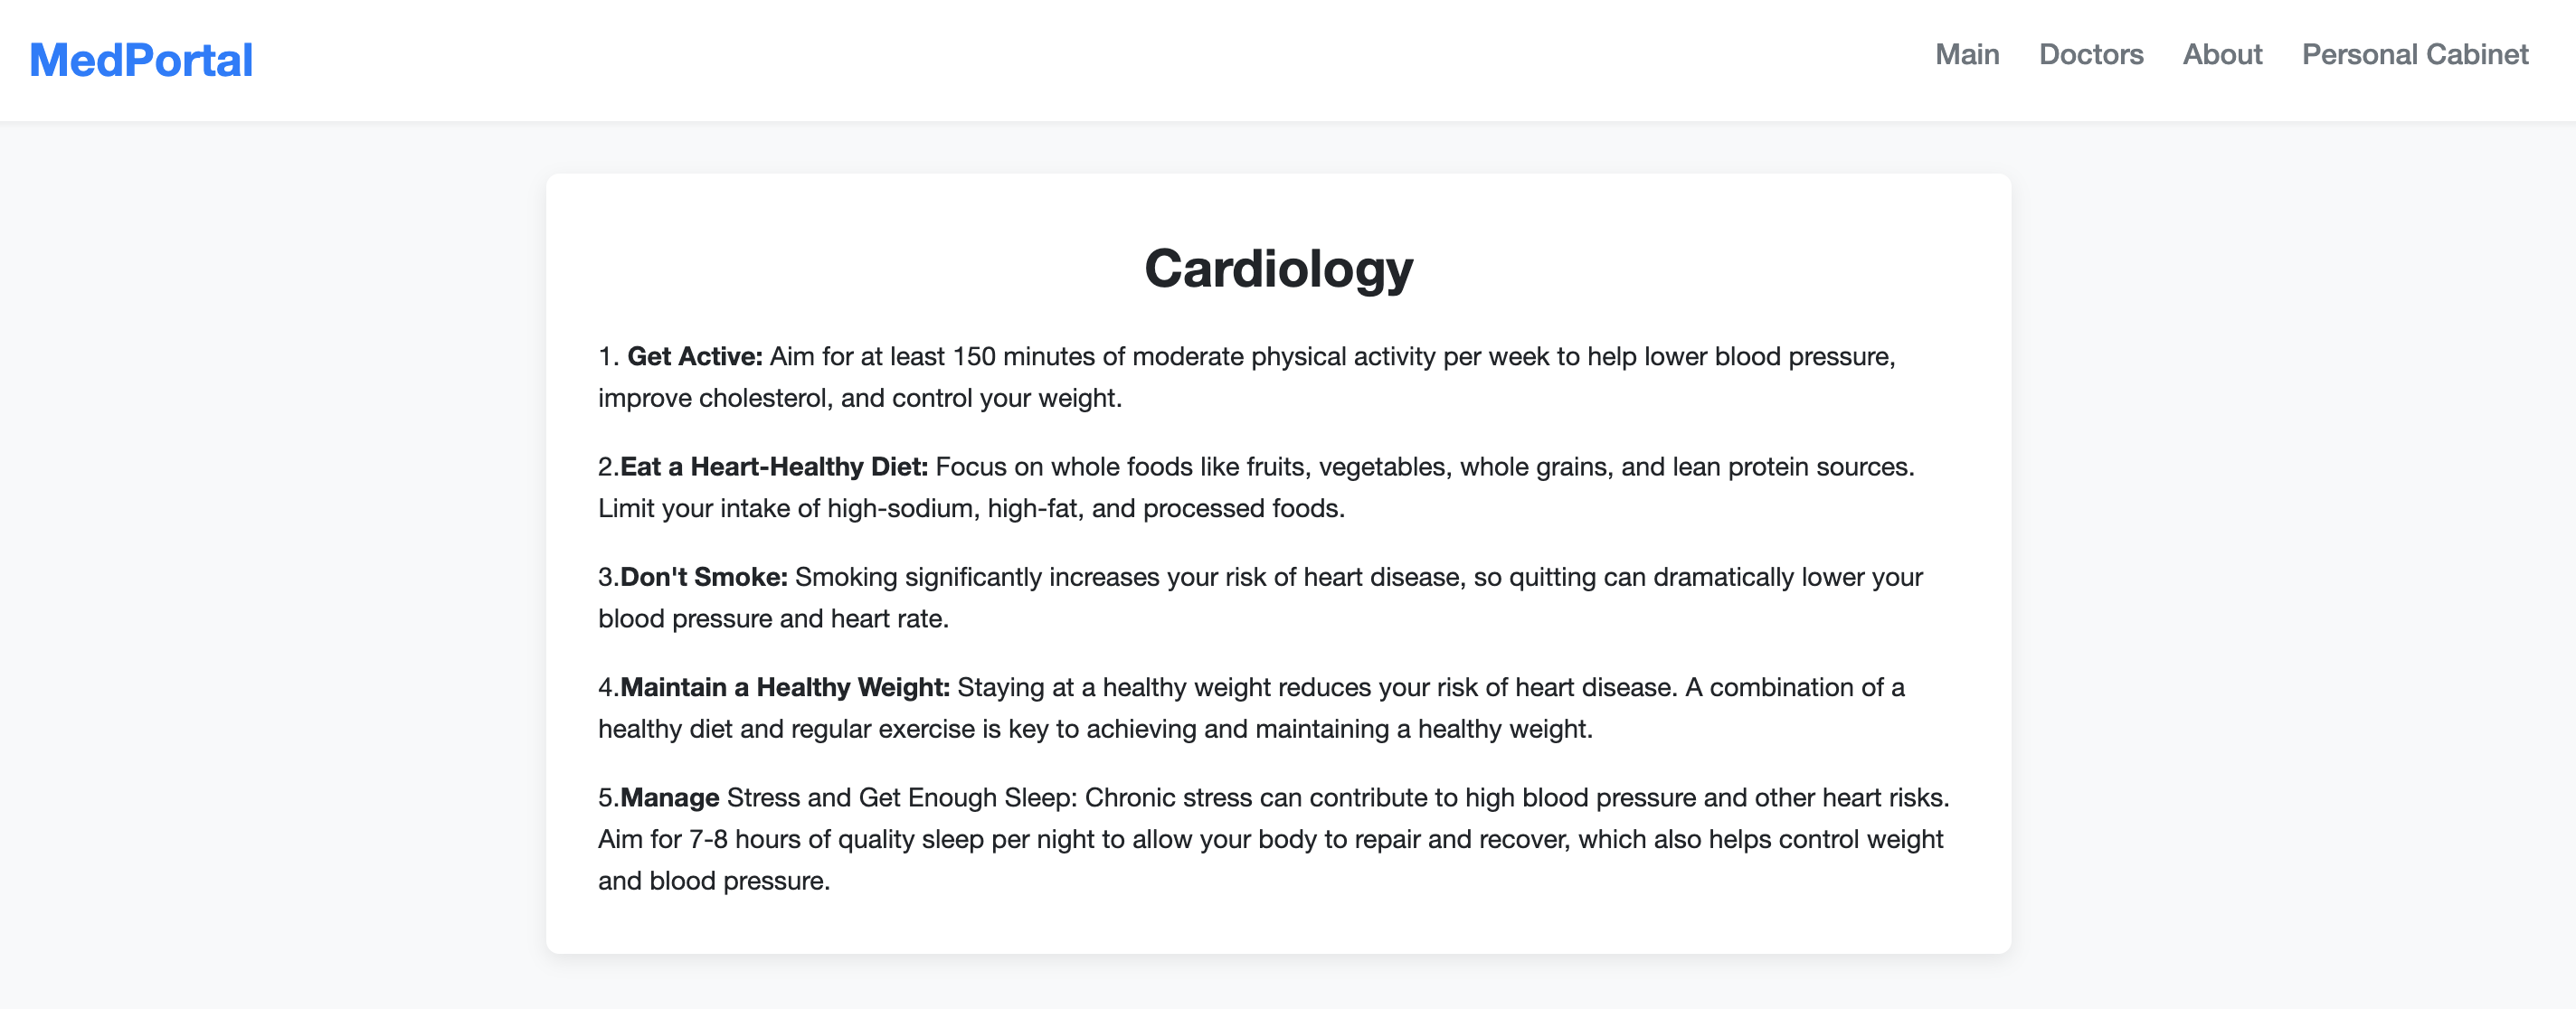 MedPortal
Main Doctors About Personal Cabinet
Cardiology
1. Get Active: Aim for at least 150 minutes of moderate physical activity per week to help lower blood pressure,
improve cholesterol, and control your weight.
2.Eat a Heart-Healthy Diet: Focus on whole foods like fruits, vegetables, whole grains, and lean protein sources.
Limit your intake of high-sodium, high-fat, and processed foods.
3.Don't Smoke: Smoking significantly increases your risk of heart disease, so quitting can dramatically lower your
blood pressure and heart rate.
4.Maintain a Healthy Weight: Staying at a healthy weight reduces your risk of heart disease. A combination of a
healthy diet and regular exercise is key to achieving and maintaining a healthy weight.
5.Manage Stress and Get Enough Sleep: Chronic stress can contribute to high blood pressure and other heart risks.
Aim for 7-8 hours of quality sleep per night to allow your body to repair and recover, which also helps control weight
and blood pressure.